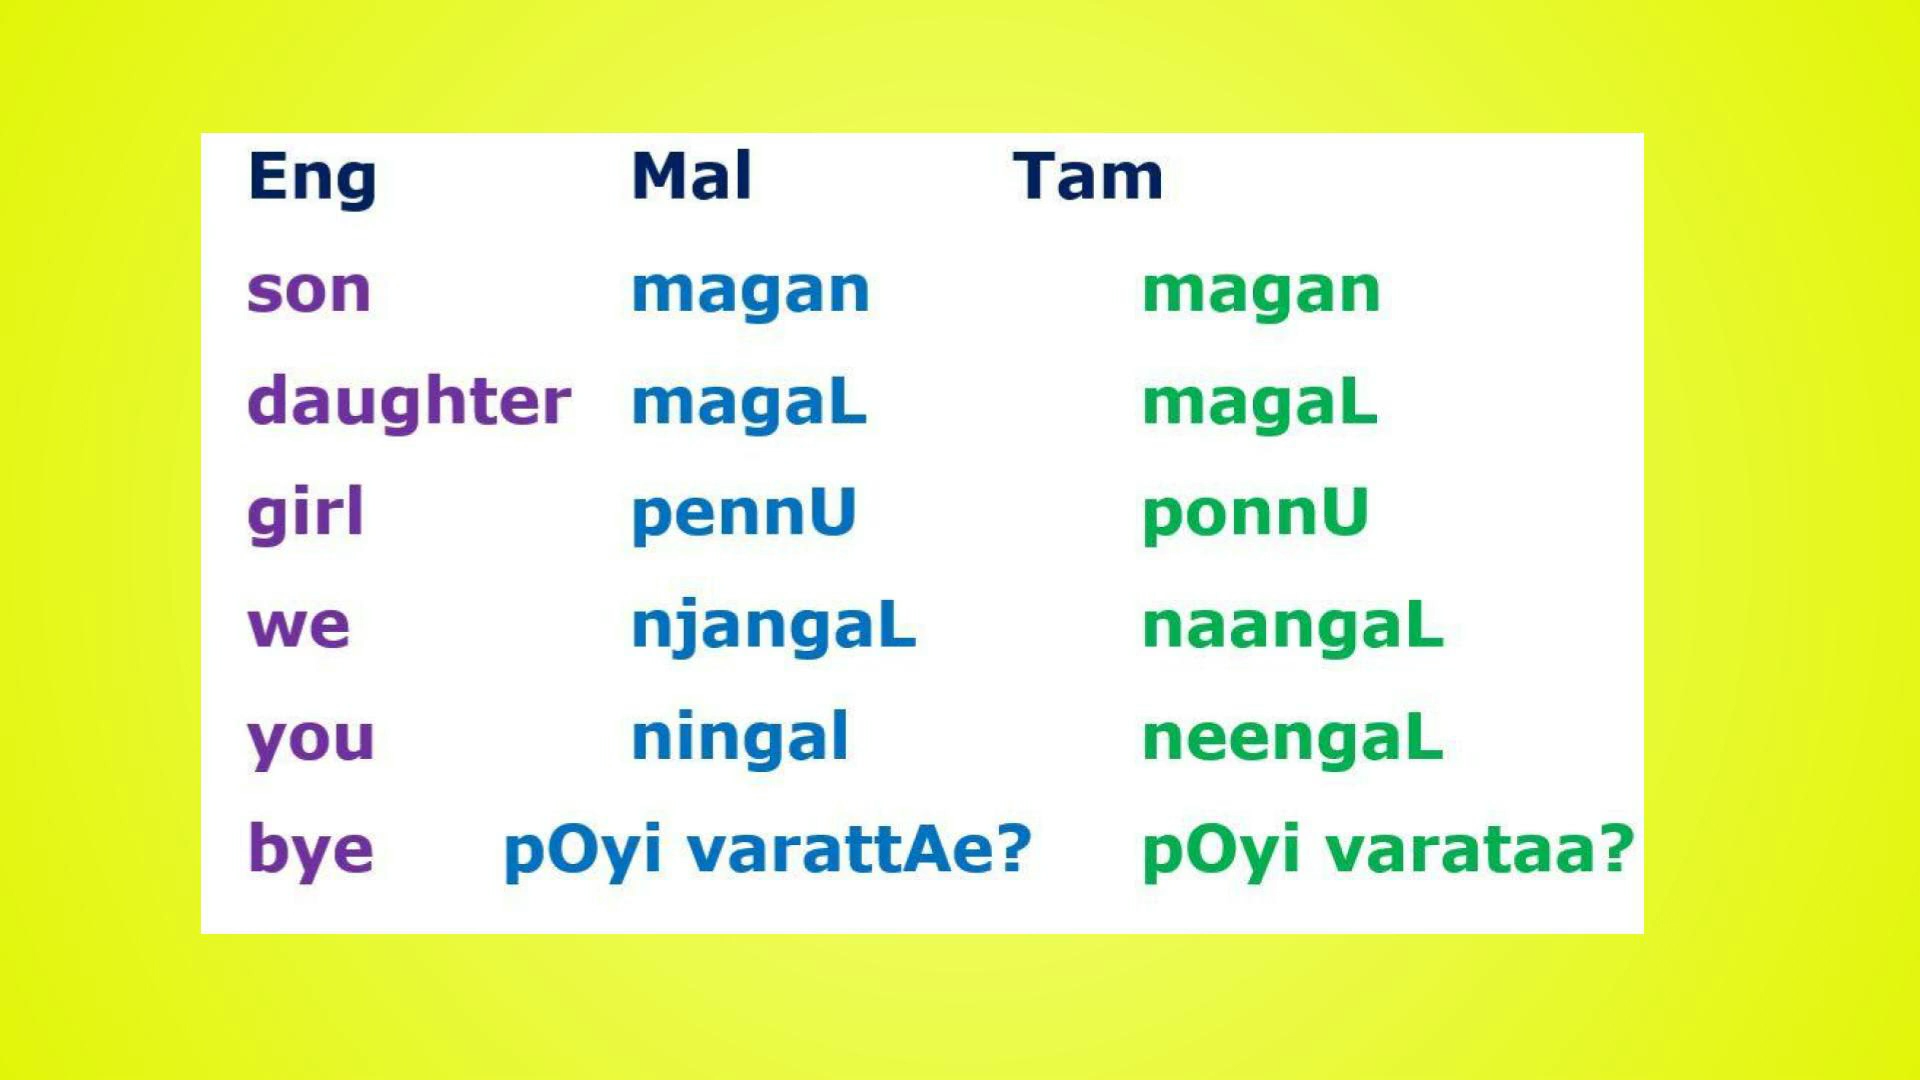 Eng Mal Tam
son magan magan
daughter magaL magaL
girl pennU ponnU
we njangaL naangaL
you ningal neengaL
bye pOyi varattAe? pOyi varataa?